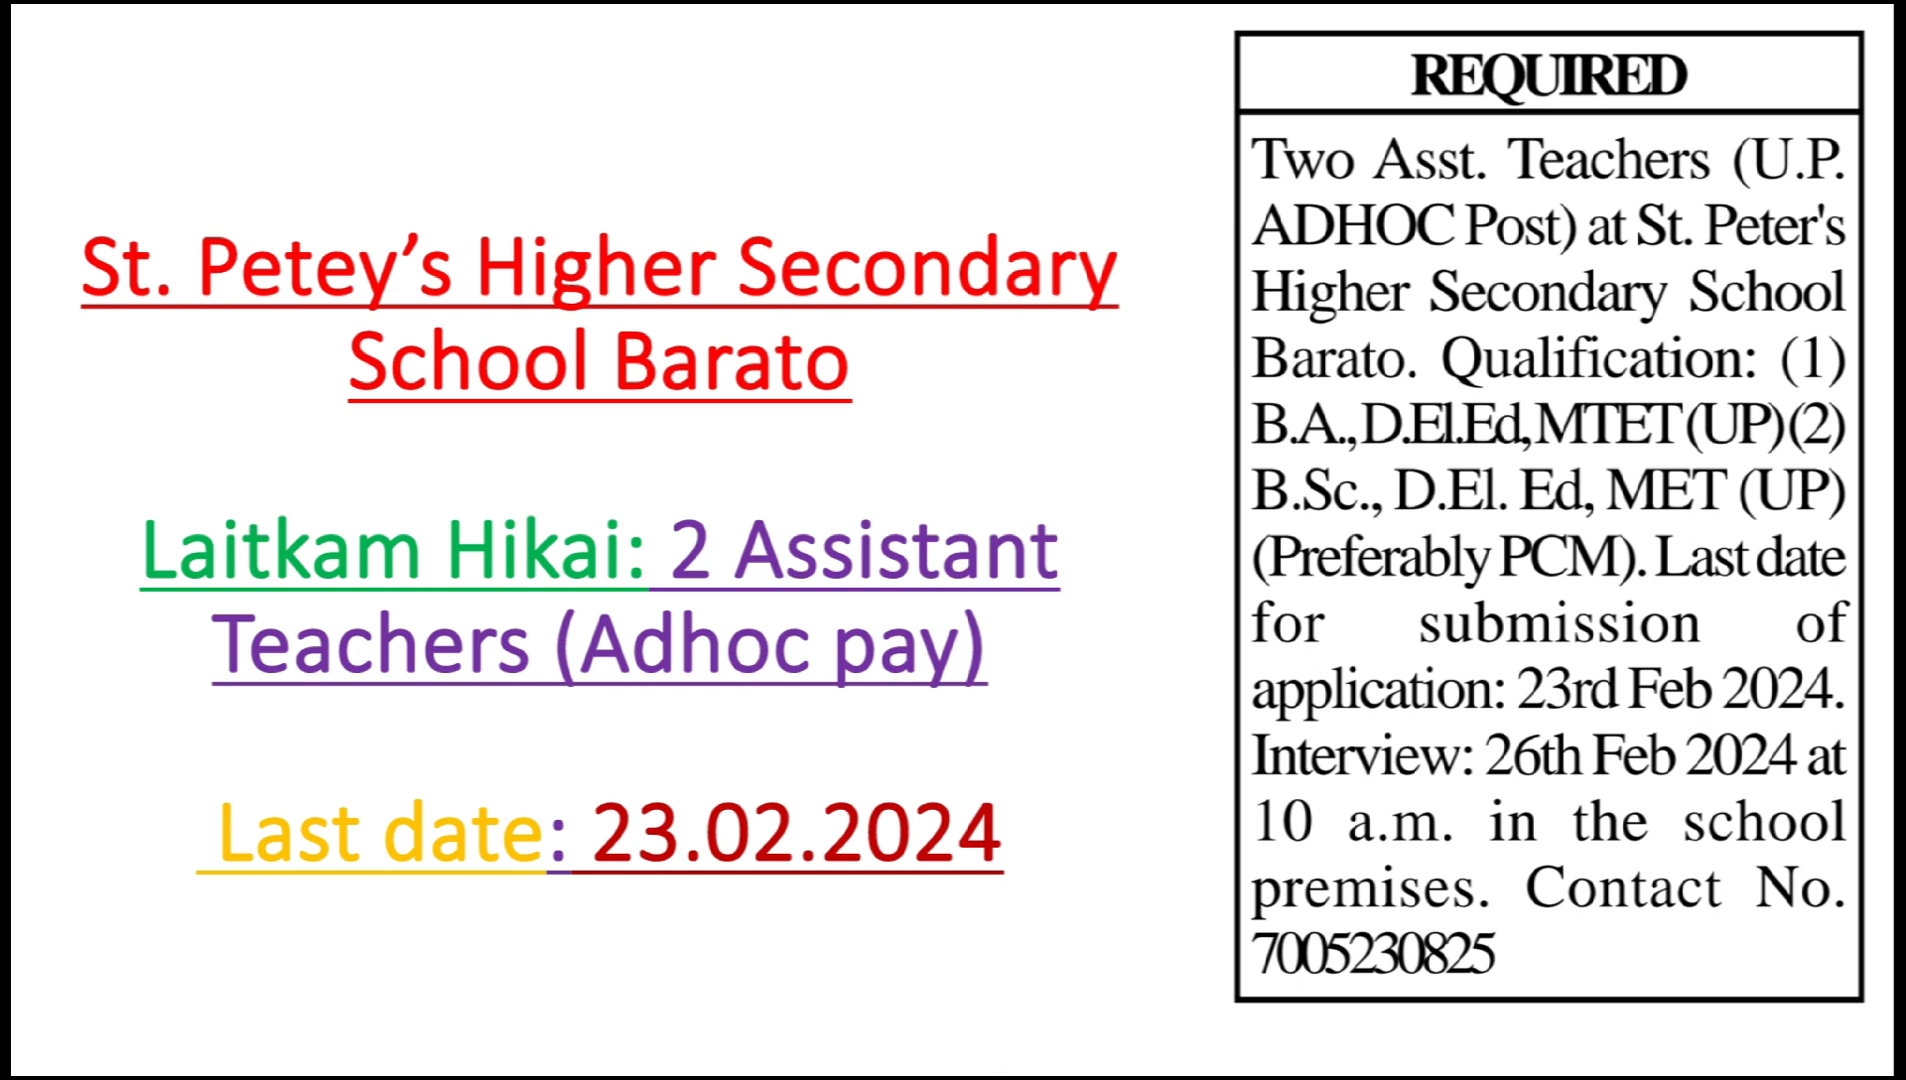 St. Petey’s Higher Secondary
School Barato
Laitkam Hikai: 2 Assistant
Teachers (Adhoc pay)
Last date: 23.02.2024
REQUIRED
Two Asst. Teachers (U.P.
ADHOC Post) at St. Peter's
Higher Secondary School
Barato. Qualification: (1)
B.A., D.El.Ed, MTET (UP) (2)
B.Sc., D.El. Ed, MET (UP)
(Preferably PCM). Last date
for submission of
application: 23rd Feb 2024.
Interview: 26th Feb 2024 at
10 a.m. in the school
premises. Contact No.
7005230825